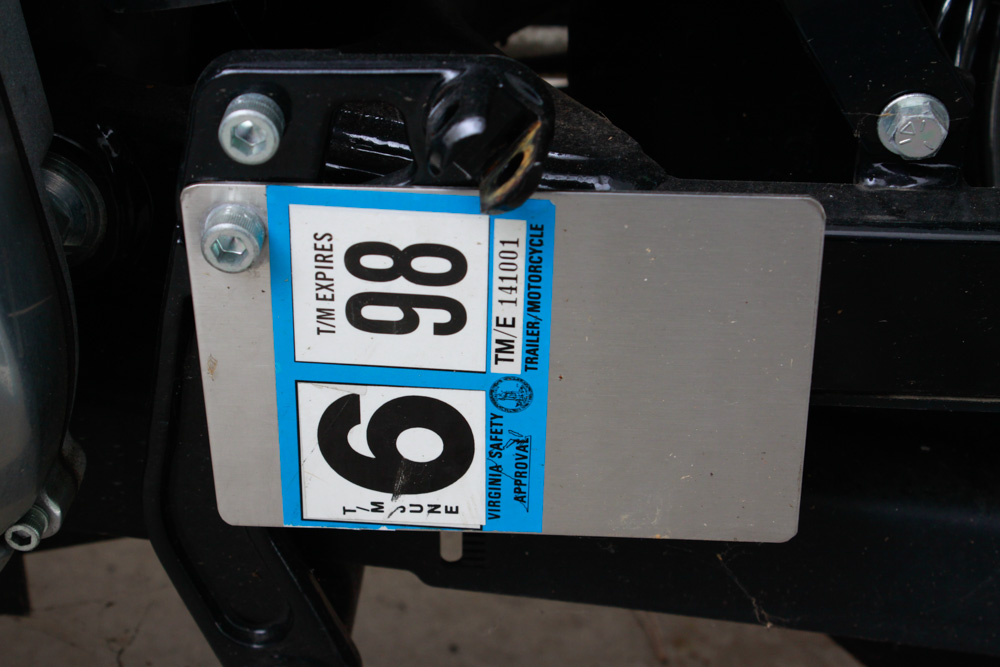 T/M JUNE
6
T/M EXPIRES
98
VIRGINIA SAFETY
APPROVAL
TM/E 141001
TRAILER/MOTORCYCLE